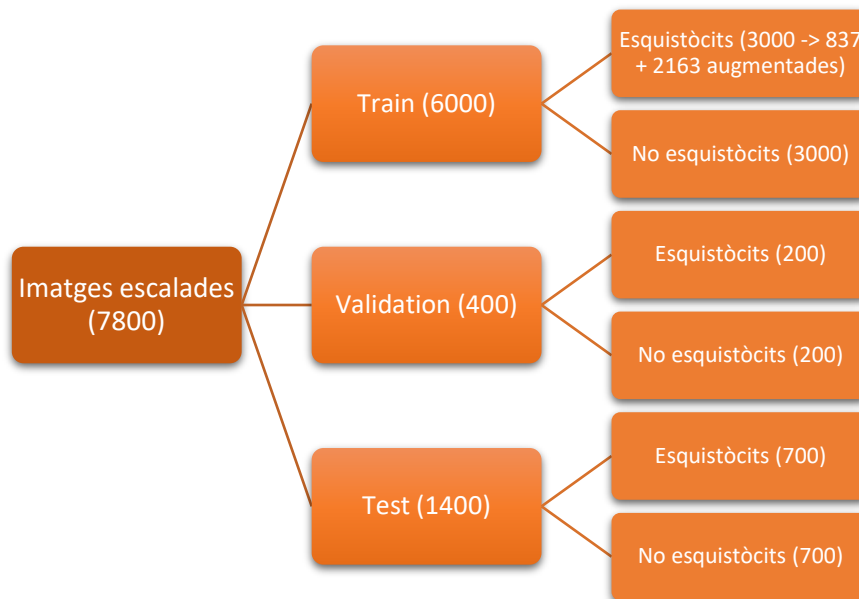 Imatges escalades
(7800)
Train (6000)
Esquistòcits (3000 -> 837
+ 2163 augmentades)
No esquistòcits (3000)
Validation (400)
Esquistòcits (200)
No esquistòcits (200)
Test (1400)
Esquistòcits (700)
No esquistòcits (700)